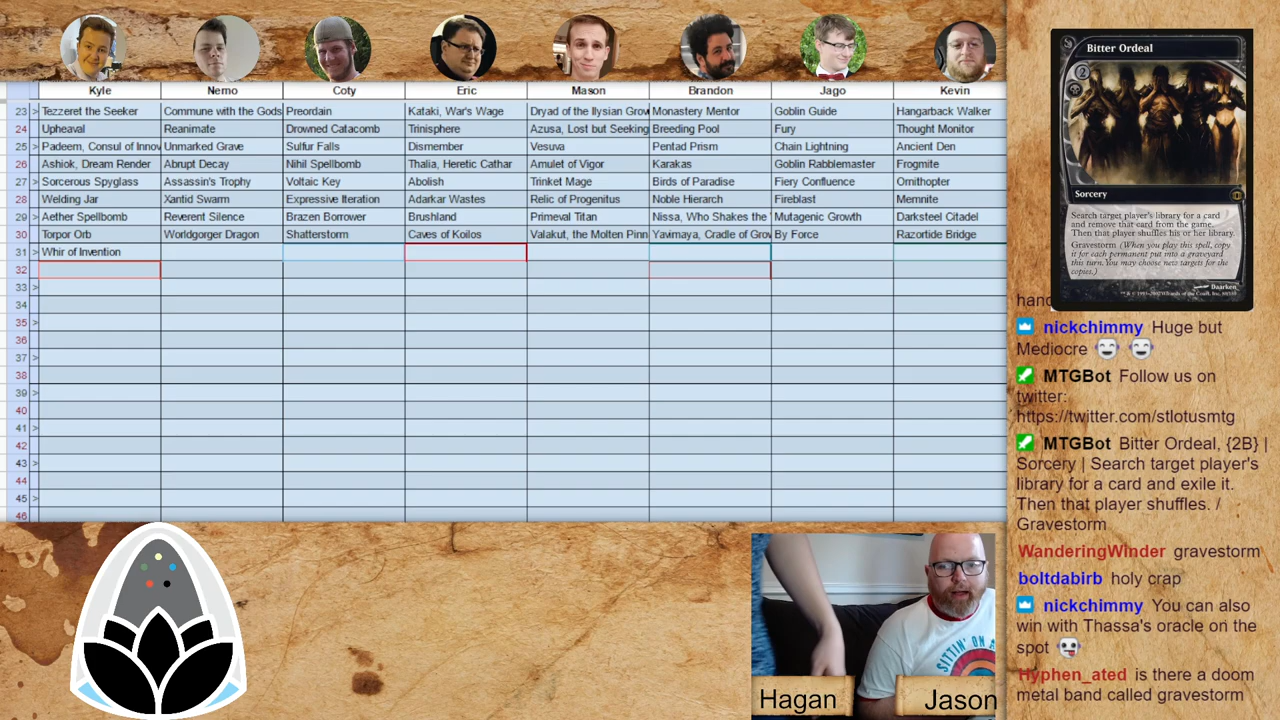 Kyle Nemo Coty Eric Mason Brandon Jago Kevin
23 > Tezzeret the Seeker Commune with the Gods Preordain Kataki, War's Wage Dryad of the Ilysian Grov Monastery Mentor Goblin Guide Hangarback Walker
24 Upheaval Reanimate Drowned Catacomb Trinisphere Azusa, Lost but Seeking Breeding Pool Fury Thought Monitor
25 > Padeem, Consul of Innov Unmarked Grave Sulfur Falls Dismember Vesuva Pentad Prism Chain Lightning Ancient Den
26 Ashiok, Dream Render Abrupt Decay Nihil Spellbomb Thalia, Heretic Cathar Amulet of Vigor Karakas Goblin Rabblemaster Frogmite
27 > Sorcerous Spyglass Assassin's Trophy Voltaic Key Abolish Trinket Mage Birds of Paradise Fiery Confluence Ornithopter
28 Welding Jar Xantid Swarm Expressive Iteration Adarkar Wastes Relic of Progenitus Noble Hierarch Fireblast Memnite
29 > Aether Spellbomb Reverent Silence Brazen Borrower Brushland Primeval Titan Nissa, Who Shakes the Mutagenic Growth Darksteel Citadel
30 Torpor Orb Worldgorger Dragon Shatterstorm Caves of Koilos Valakut, the Molten Pinn Yavimaya, Cradle of Grov By Force Razortide Bridge
31 > Whir of Invention
32
33 >
34
35 >
36
37 >
38
39 >
40
41 >
42
43 >
44
45 >
46
Bitter Ordeal
2
Sorcery
Search target player's library for a card
and remove that card from the game.
Then that player shuffles his or her library.
Gravestorm (When you play this spell, copy
it for each permanent put into a graveyard
this turn. You may choose new targets for the
copies.)
Daarken
hand
nickchimmy Huge but
Mediocre
MTGBot Follow us on
twitter:
https://twitter.com/stlotusmtg
MTGBot Bitter Ordeal, {2B} |
Sorcery | Search target player's
library for a card and exile it.
Then that player shuffles. /
Gravestorm
WanderingWinder gravestorm
boltdabirb holy crap
nickchimmy You can also
win with Thassa's oracle on the
spot
Hyphen_ated is there a doom
metal band called gravestorm
SITTIN' ON A
Hagan
Jason